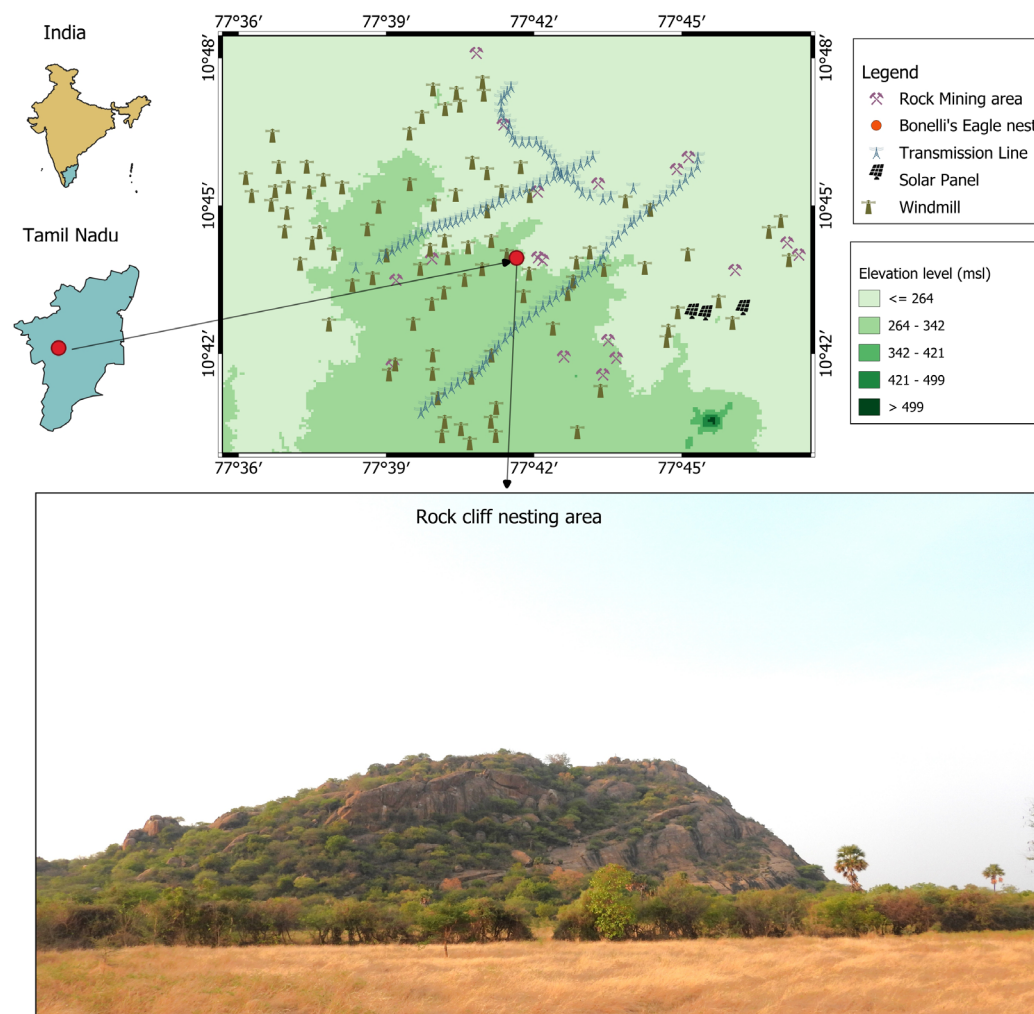 India
Tamil Nadu
77°36′ 77°39′ 77°42′ 77°45′
10°48′
10°45′
10°42′
10°48′
10°45′
10°42′
77°36′ 77°39′ 77°42′ 77°45′
Legend
Rock Mining area
Bonelli's Eagle nest
Transmission Line
Solar Panel
Windmill
Elevation level (msl)
<= 264
264 - 342
342 - 421
421 - 499
> 499
Rock cliff nesting area